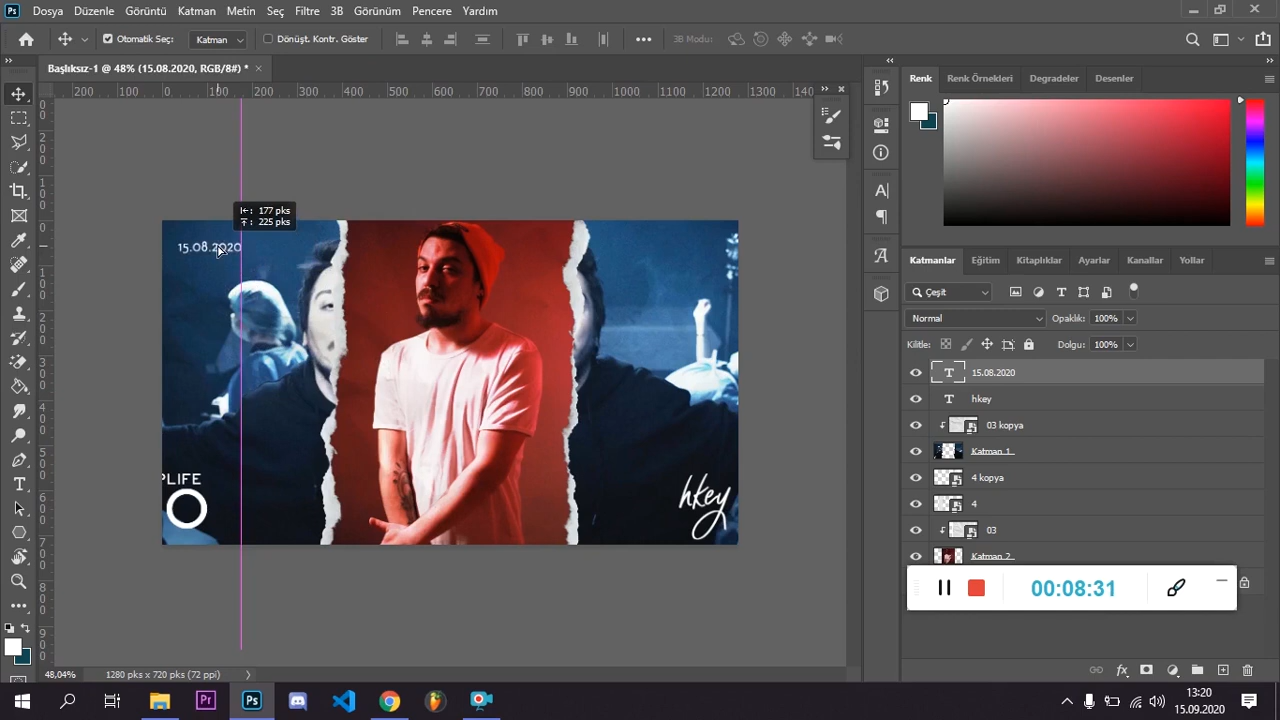 Ps Dosya Düzenle Görüntü Katman Metin Seç Filtre 3B Görünüm Pencere Yardım
Otomatik Seç: Katman Dönüşt. Kontr. Göster 3B Modu:
Başlıksız-1 @ 48% (15.08.2020, RGB/8#) *
200 100 0 100 200 300 400 500 600 700 800 900 1000 1100 1200 1300
177 pks
225 pks
15.08.2020
PLIFE
hkey
48,04% 1280 pks x 720 pks (72 ppi)
Renk Renk Örnekleri Degradeler Desenler
Katmanlar Eğitim Kitaplıklar Ayarlar Kanallar Yollar
Çeşit
Normal Opaklık: 100%
Kilitle: Dolgu: 100%
15.08.2020
hkey
03 kopya
Katman 1
4 kopya
4
03
Katman 2
00:08:31
fx
Pr Ps
13:20
15.09.2020